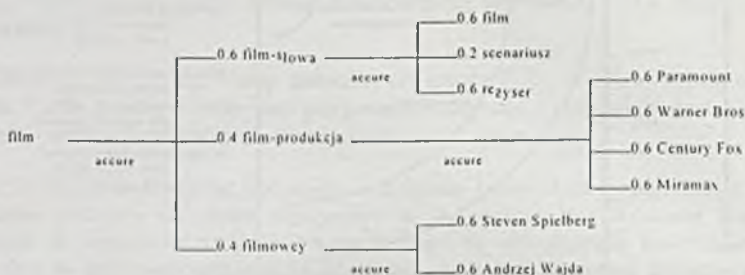 0.6 film
0.6 film-słowa
0.2 scenariusz
accure
0.6 reżyser
0.6 Paramount
0.6 Warner Bros
film
0.4 film-produkcja
accure
accure
0.6 Century Fox
0.6 Miramax
0.6 Steven Spielberg
0.4 filmowcy
accure
0.6 Andrzej Wajda